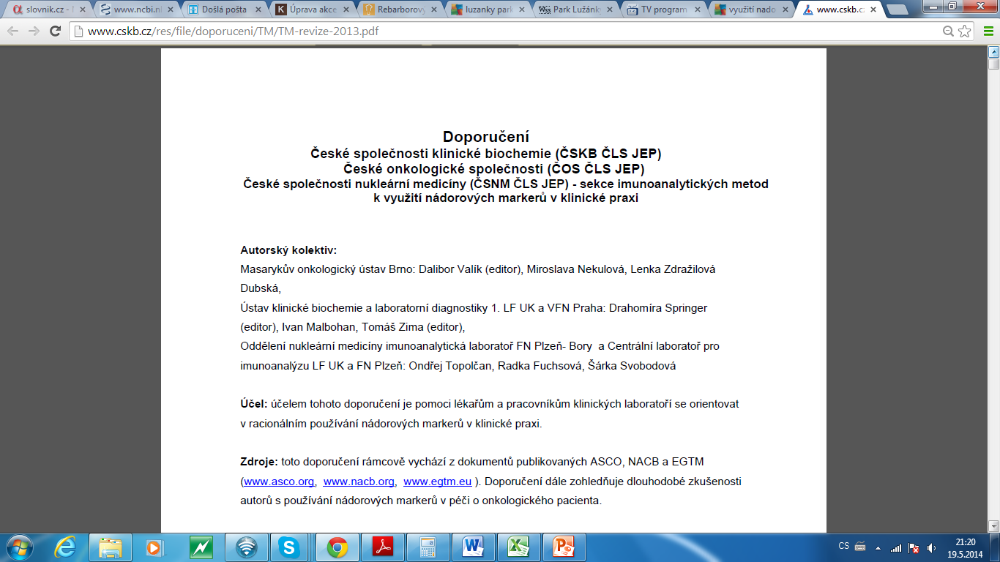 slovnik.cz - 
www.ncbi.nl
Došlá pošta
Úprava akce
Rebarborový
luzanky park
Park Lužánky
TV program
využití nado
www.cskb.cz
www.cskb.cz/res/file/doporuceni/TM/TM-revize-2013.pdf
Doporučení
České společnosti klinické biochemie (ČSKB ČLS JEP)
České onkologické společnosti (ČOS ČLS JEP)
České společnosti nukleární medicíny (ČSNM ČLS JEP) - sekce imunoanalytických metod
k využití nádorových markerů v klinické praxi
Autorský kolektiv:
Masarykův onkologický ústav Brno: Dalibor Valík (editor), Miroslava Nekulová, Lenka Zdražilová
Dubská,
Ústav klinické biochemie a laboratorní diagnostiky 1. LF UK a VFN Praha: Drahomíra Springer
(editor), Ivan Malbohan, Tomáš Zima (editor),
Oddělení nukleární medicíny imunoanalytická laboratoř FN Plzeň- Bory a Centrální laboratoř pro
imunoanalýzu LF UK a FN Plzeň: Ondřej Topolčan, Radka Fuchsová, Šárka Svobodová
Účel: účelem tohoto doporučení je pomoci lékařům a pracovníkům klinických laboratoří se orientovat
v racionálním používání nádorových markerů v klinické praxi.
Zdroje: toto doporučení rámcově vychází z dokumentů publikovaných ASCO, NACB a EGTM
(www.asco.org, www.nacb.org, www.egtm.eu ). Doporučení dále zohledňuje dlouhodobé zkušenosti
autorů s používání nádorových markerů v péči o onkologického pacienta.
CS
21:20
19.5.2014